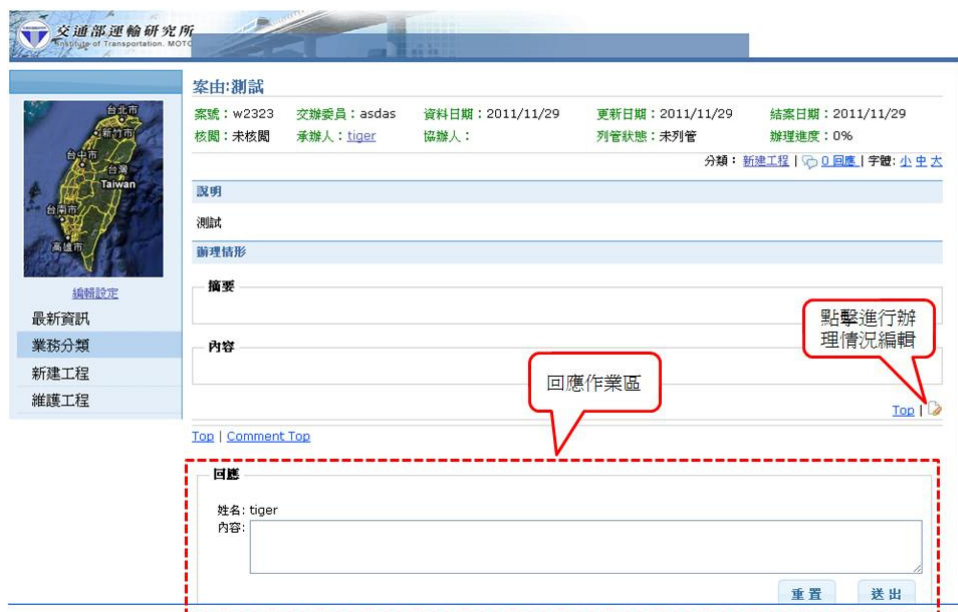 交通部運輸研究所
Institute of Transportation. MOTC
案由:測試
案號：w2323 交辦委員：asdas 資料日期：2011/11/29 更新日期：2011/11/29 結案日期：2011/11/29
核閱：未核閱 承辦人：tiger 協辦人： 列管狀態：未列管 辦理進度：0%
分類： 新建工程 | 0 回應 | 字體: 小 中 大
說明
測試
辦理情形
摘要
內容
點擊進行辦
理情況編輯
回應作業區
Top |
Top | Comment Top
回應
姓名: tiger
內容:
重置 送出
台北市
新竹市
台中市
台灣
Taiwan
台南市
高雄市
編輯設定
最新資訊
業務分類
新建工程
維護工程